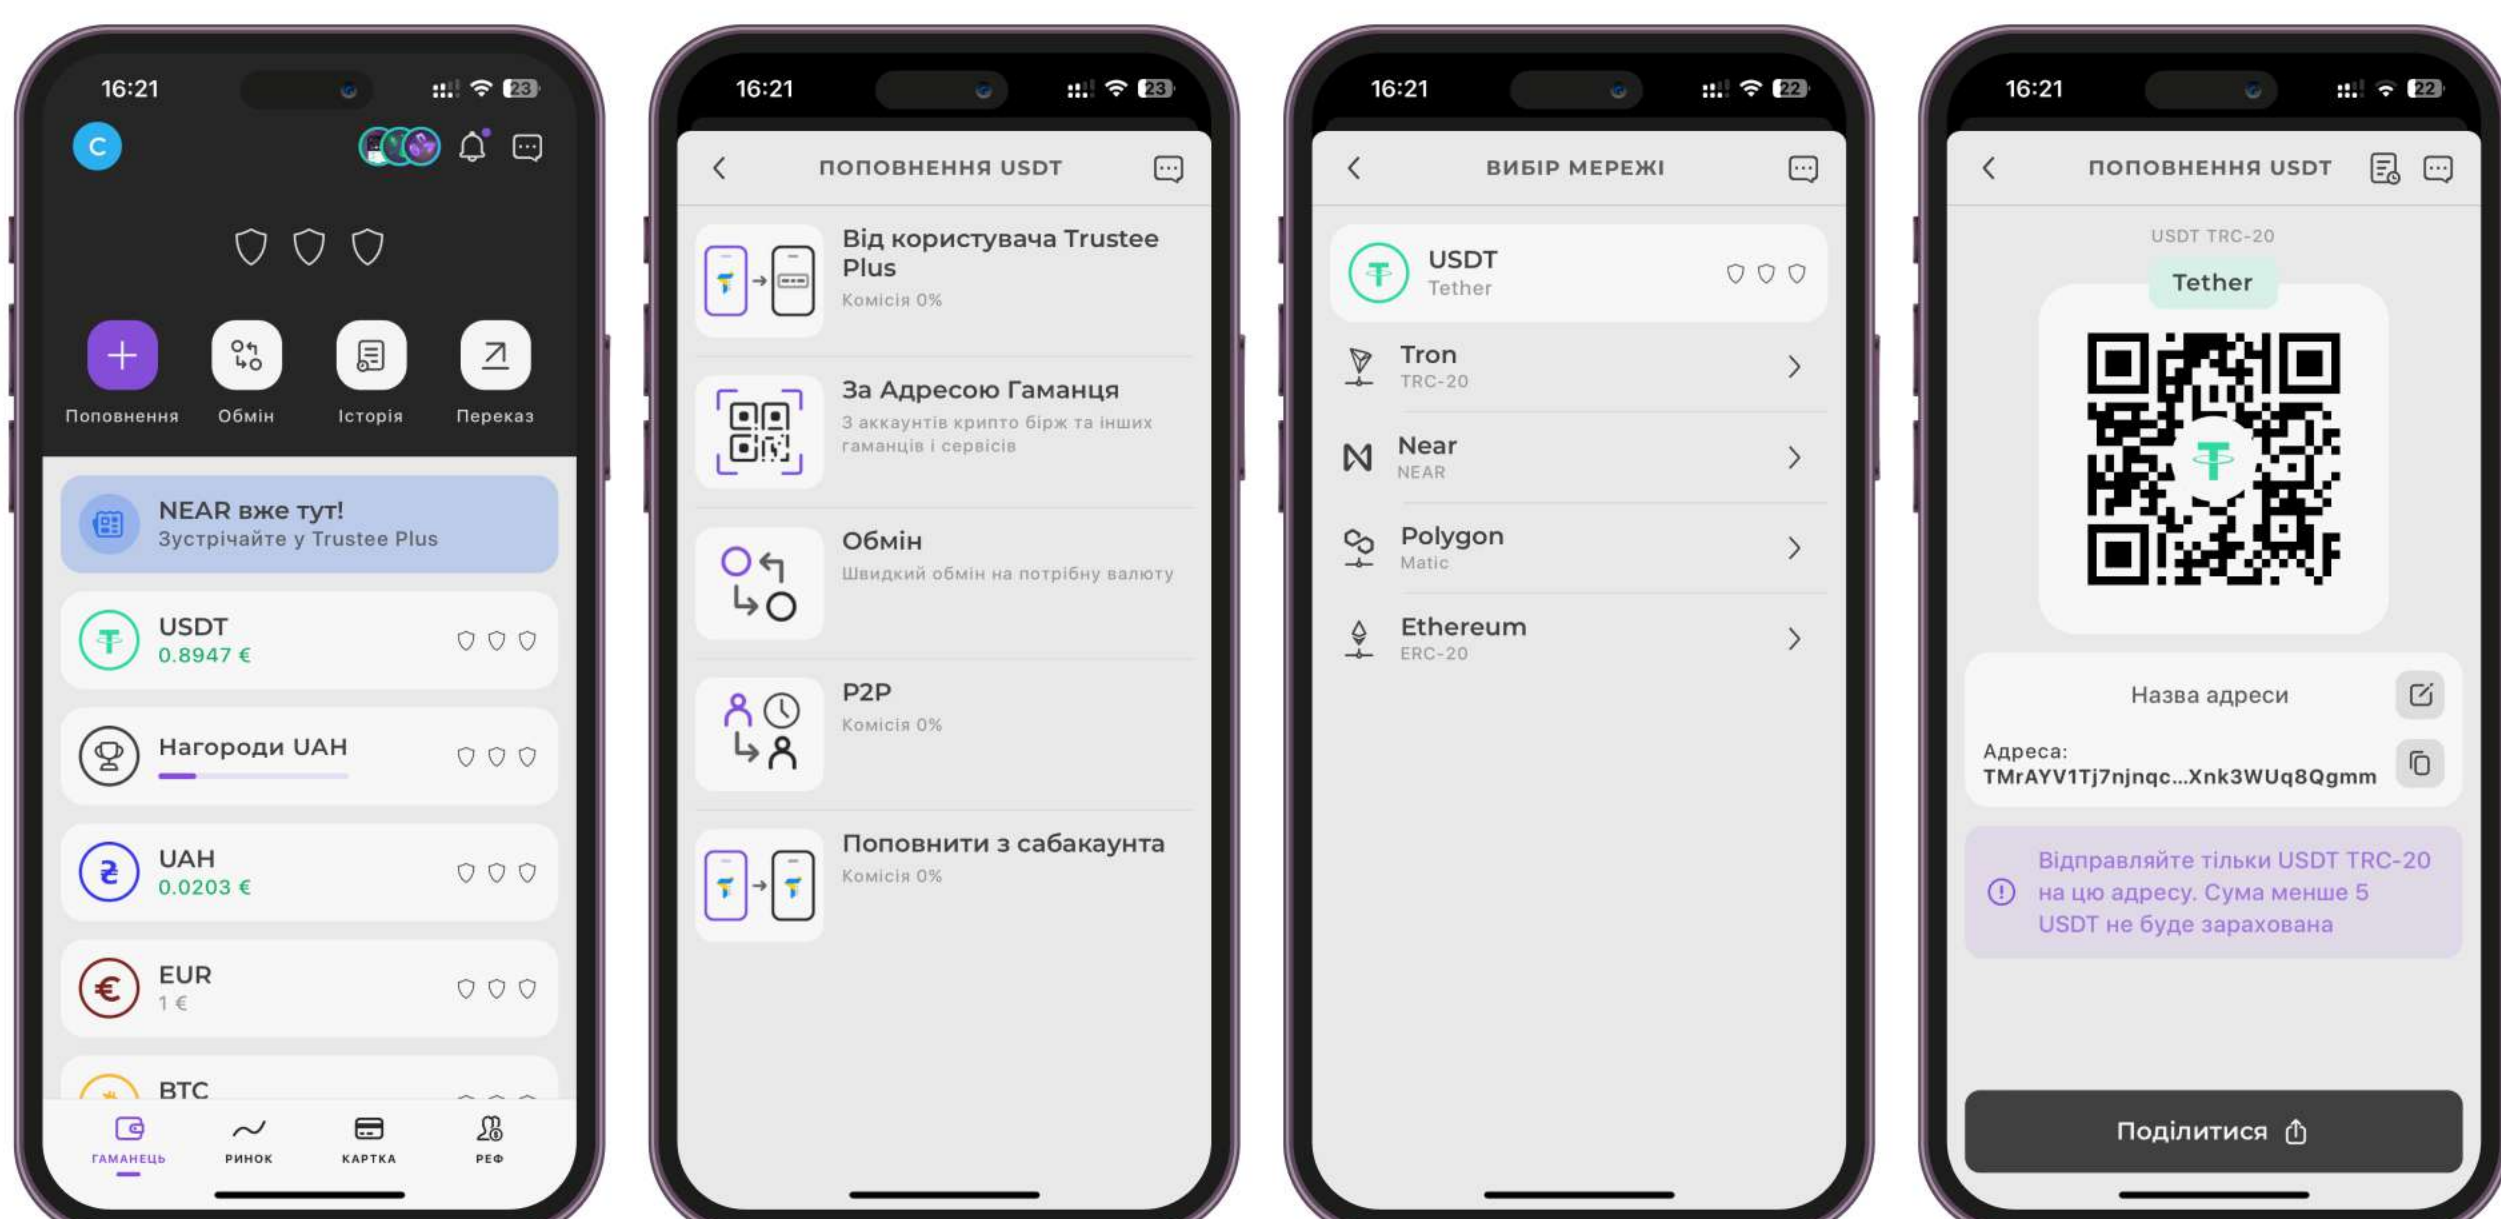 16:21
23
C
Поповнення
Обмін
Історія
Переказ
NEAR вже тут!
Зустрічайте у Trustee Plus
USDT
0.8947 €
Нагороди UAH
UAH
0.0203 €
EUR
1 €
BTC
ГАМАНЕЦЬ
РИНОК
КАРТКА
РЕФ
16:21
23
ПОПОВНЕННЯ USDT
Від користувача Trustee
Plus
Комісія 0%
За Адресою Гаманця
З аккаунтів крипто бірж та інших
гаманців і сервісів
Обмін
Швидкий обмін на потрібну валюту
P2P
Комісія 0%
Поповнити з сабакаунта
Комісія 0%
16:21
22
ВИБІР МЕРЕЖІ
USDT
Tether
Tron
TRC-20
Near
NEAR
Polygon
Matic
Ethereum
ERC-20
16:21
22
ПОПОВНЕННЯ USDT
USDT TRC-20
Tether
Назва адреси
Адреса:
TMrAYV1Tj7njnqc...Xnk3WUq8Qgmm
Відправляйте тільки USDT TRC-20
на цю адресу. Сума менше 5
USDT не буде зарахована
Поділитися